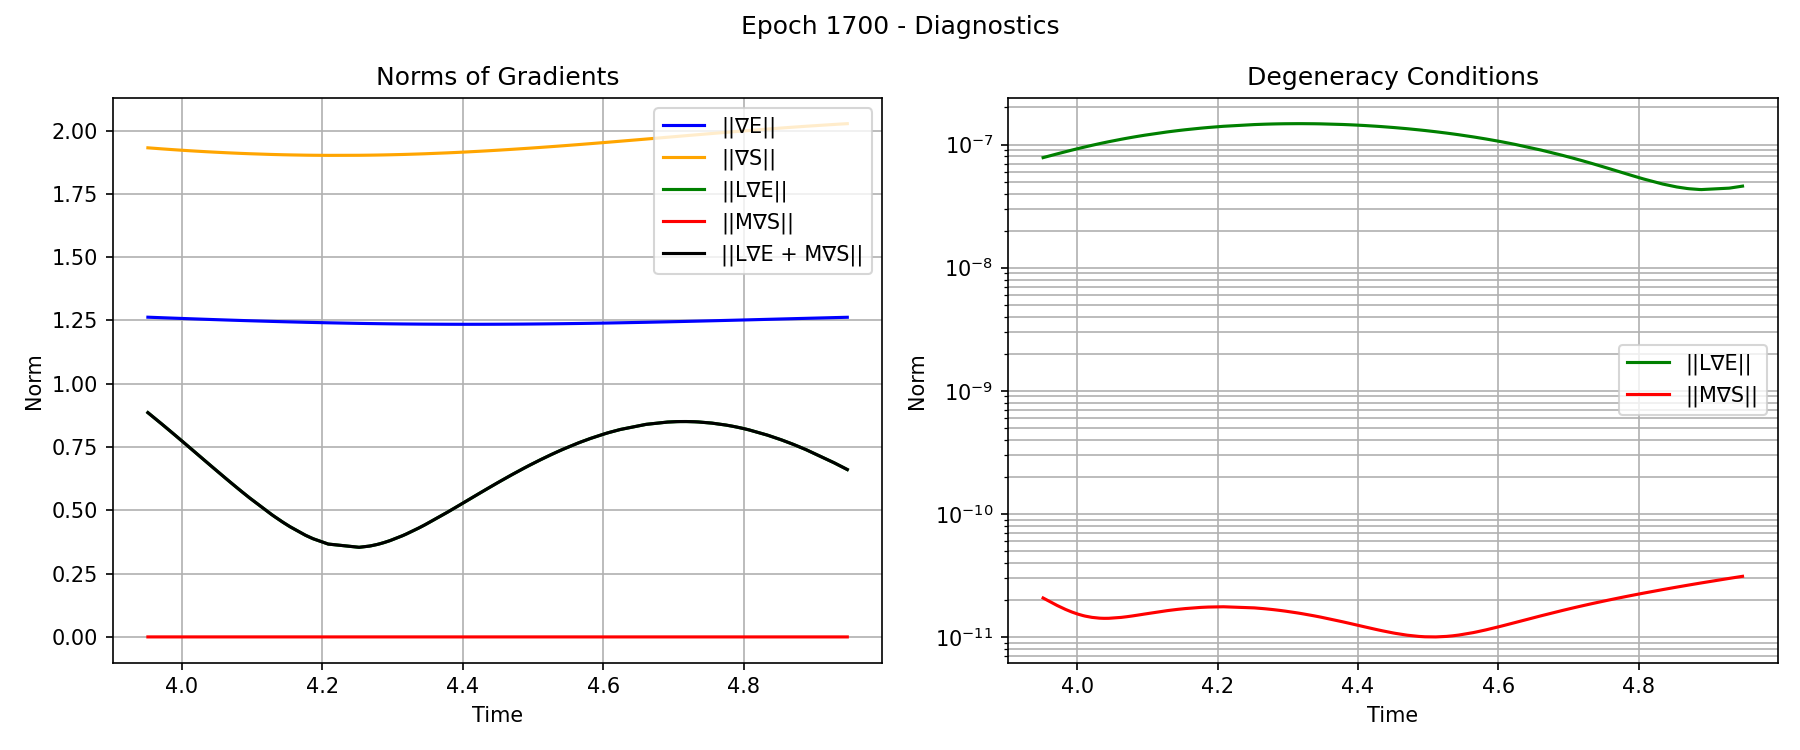 Epoch 1700 - Diagnostics
Norms of Gradients
Norm
2.00
1.75
1.50
1.25
1.00
0.75
0.50
0.25
0.00
||∇E||
||∇S||
||L∇E||
||M∇S||
||L∇E + M∇S||
4.0 4.2 4.4 4.6 4.8
Time
Degeneracy Conditions
Norm
10⁻⁷
10⁻⁸
10⁻⁹
10⁻¹⁰
10⁻¹¹
||L∇E||
||M∇S||
4.0 4.2 4.4 4.6 4.8
Time